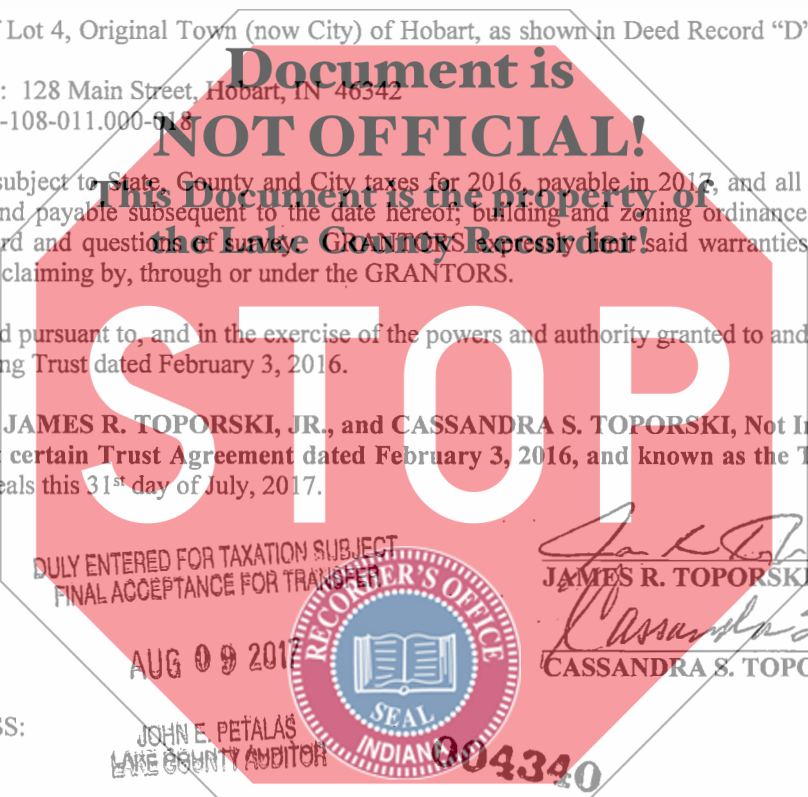 f Lot 4, Original Town (now City) of Hobart, as shown in Deed Record “D”
Document is
: 128 Main Street, Hobart, IN 46342
-108-011.000-018
NOT OFFICIAL!
subject to State, County and City taxes for 2016, payable in 2017, and all
This Document is the property of
nd payable subsequent to the date hereof; building and zoning ordinance
the Lake County Recorder!
rd and questions of survey. GRANTORS expressly limit said warranties
claiming by, through or under the GRANTORS.
STOP
d pursuant to, and in the exercise of the powers and authority granted to and
ng Trust dated February 3, 2016.
JAMES R. TOPORSKI, JR., and CASSANDRA S. TOPORSKI, Not In
certain Trust Agreement dated February 3, 2016, and known as the T
eals this 31st day of July, 2017.
DULY ENTERED FOR TAXATION SUBJECT
FINAL ACCEPTANCE FOR TRANSFER
JAMES R. TOPORSKI
RECORDER'S OFFICE
SEAL
INDIANA
AUG 09 2017
Cassandra
CASSANDRA S. TOPO
SS:
JOHN E. PETALAS
LAKE COUNTY AUDITOR
004340